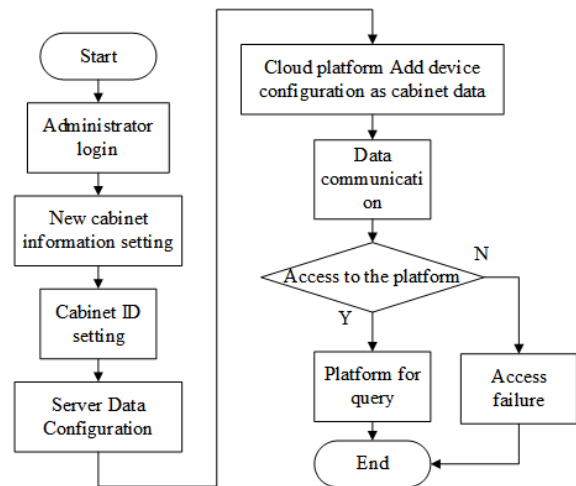 Start
Administrator
login
New cabinet
information setting
Cabinet ID
setting
Server Data
Configuration
Cloud platform Add device
configuration as cabinet data
Data
communicati
on
Access to the platform
N
Y
Platform for
query
Access
failure
End